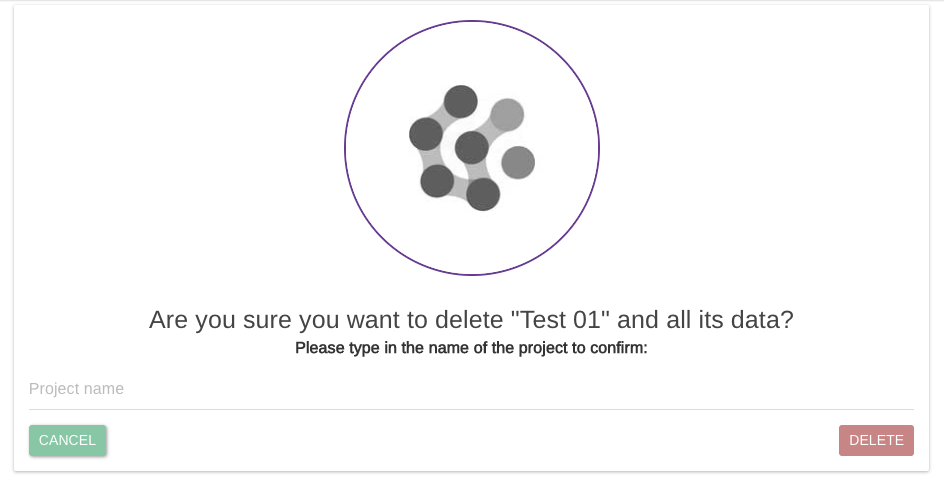 Are you sure you want to delete "Test 01" and all its data?
Please type in the name of the project to confirm:
Project name
CANCEL
DELETE